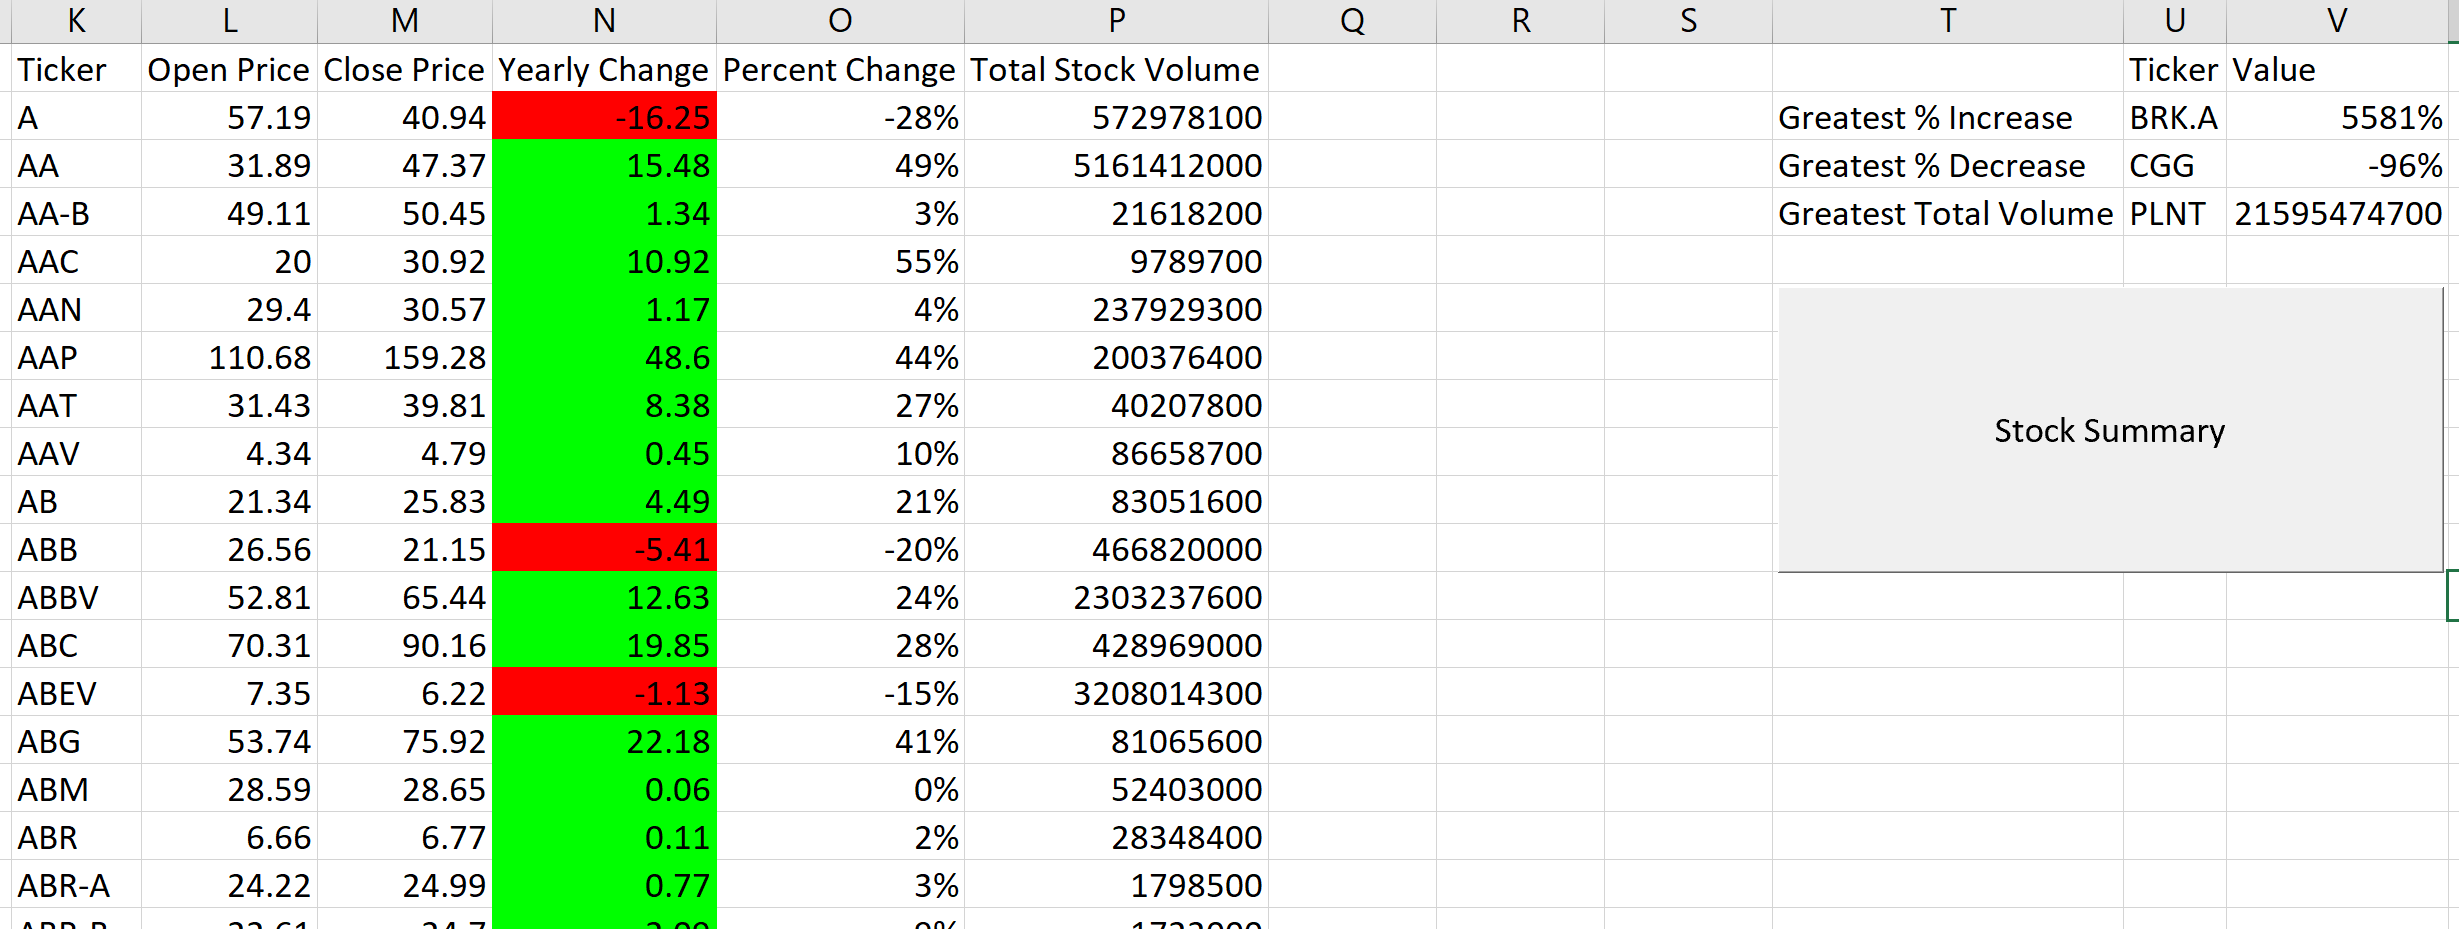 K L M N O P Q R S T U V
Ticker Open Price Close Price Yearly Change Percent Change Total Stock Volume Ticker Value
A 57.19 40.94 -16.25 -28% 572978100 Greatest % Increase BRK.A 5581%
AA 31.89 47.37 15.48 49% 5161412000 Greatest % Decrease CGG -96%
AA-B 49.11 50.45 1.34 3% 21618200 Greatest Total Volume PLNT 21595474700
AAC 20 30.92 10.92 55% 9789700
AAN 29.4 30.57 1.17 4% 237929300
AAP 110.68 159.28 48.6 44% 200376400
AAT 31.43 39.81 8.38 27% 40207800
Stock Summary
AAV 4.34 4.79 0.45 10% 86658700
AB 21.34 25.83 4.49 21% 83051600
ABB 26.56 21.15 -5.41 -20% 466820000
ABBV 52.81 65.44 12.63 24% 2303237600
ABC 70.31 90.16 19.85 28% 428969000
ABEV 7.35 6.22 -1.13 -15% 3208014300
ABG 53.74 75.92 22.18 41% 81065600
ABM 28.59 28.65 0.06 0% 52403000
ABR 6.66 6.77 0.11 2% 28348400
ABR-A 24.22 24.99 0.77 3% 1798500